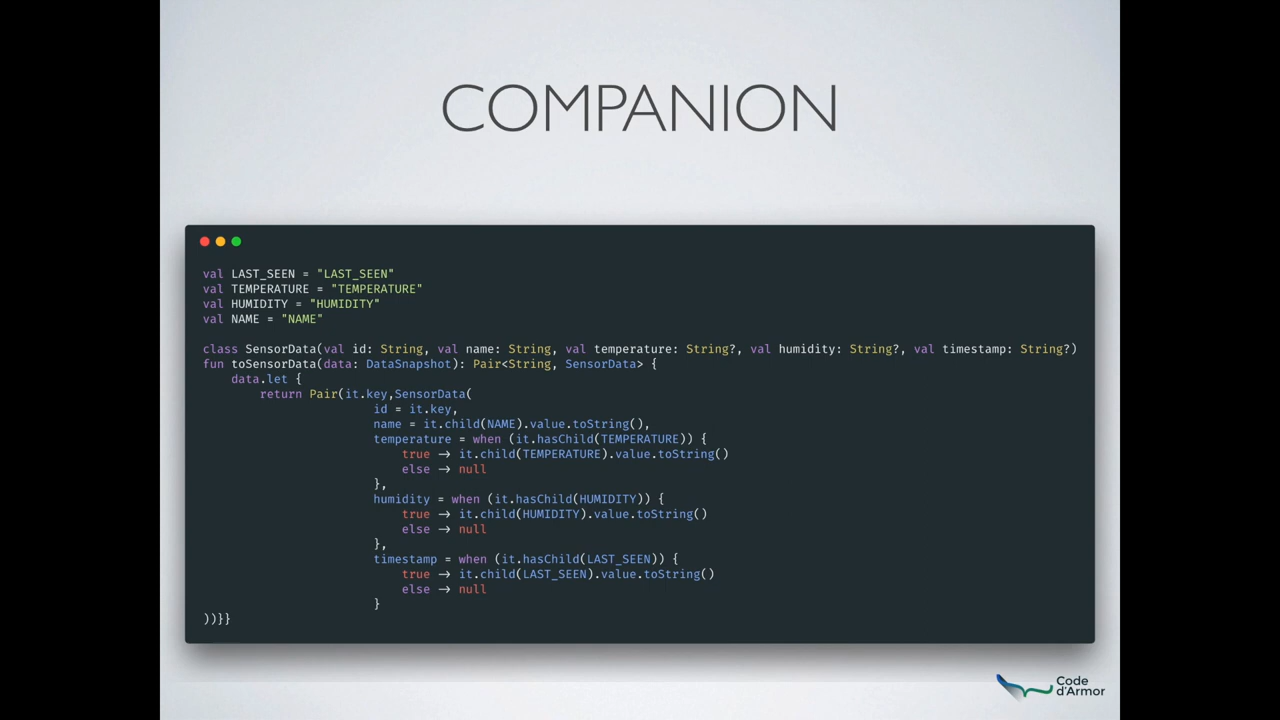 COMPANION
val LAST_SEEN = "LAST_SEEN"
val TEMPERATURE = "TEMPERATURE"
val HUMIDITY = "HUMIDITY"
val NAME = "NAME"
class SensorData(val id: String, val name: String, val temperature: String?, val humidity: String?, val timestamp: String?)
fun toSensorData(data: DataSnapshot): Pair<String, SensorData> {
    data.let {
        return Pair(it.key,SensorData(
                        id = it.key,
                        name = it.child(NAME).value.toString(),
                        temperature = when (it.hasChild(TEMPERATURE)) {
                            true → it.child(TEMPERATURE).value.toString()
                            else → null
                        },
                        humidity = when (it.hasChild(HUMIDITY)) {
                            true → it.child(HUMIDITY).value.toString()
                            else → null
                        },
                        timestamp = when (it.hasChild(LAST_SEEN)) {
                            true → it.child(LAST_SEEN).value.toString()
                            else → null
                        }
))}}
Code
d'Armor